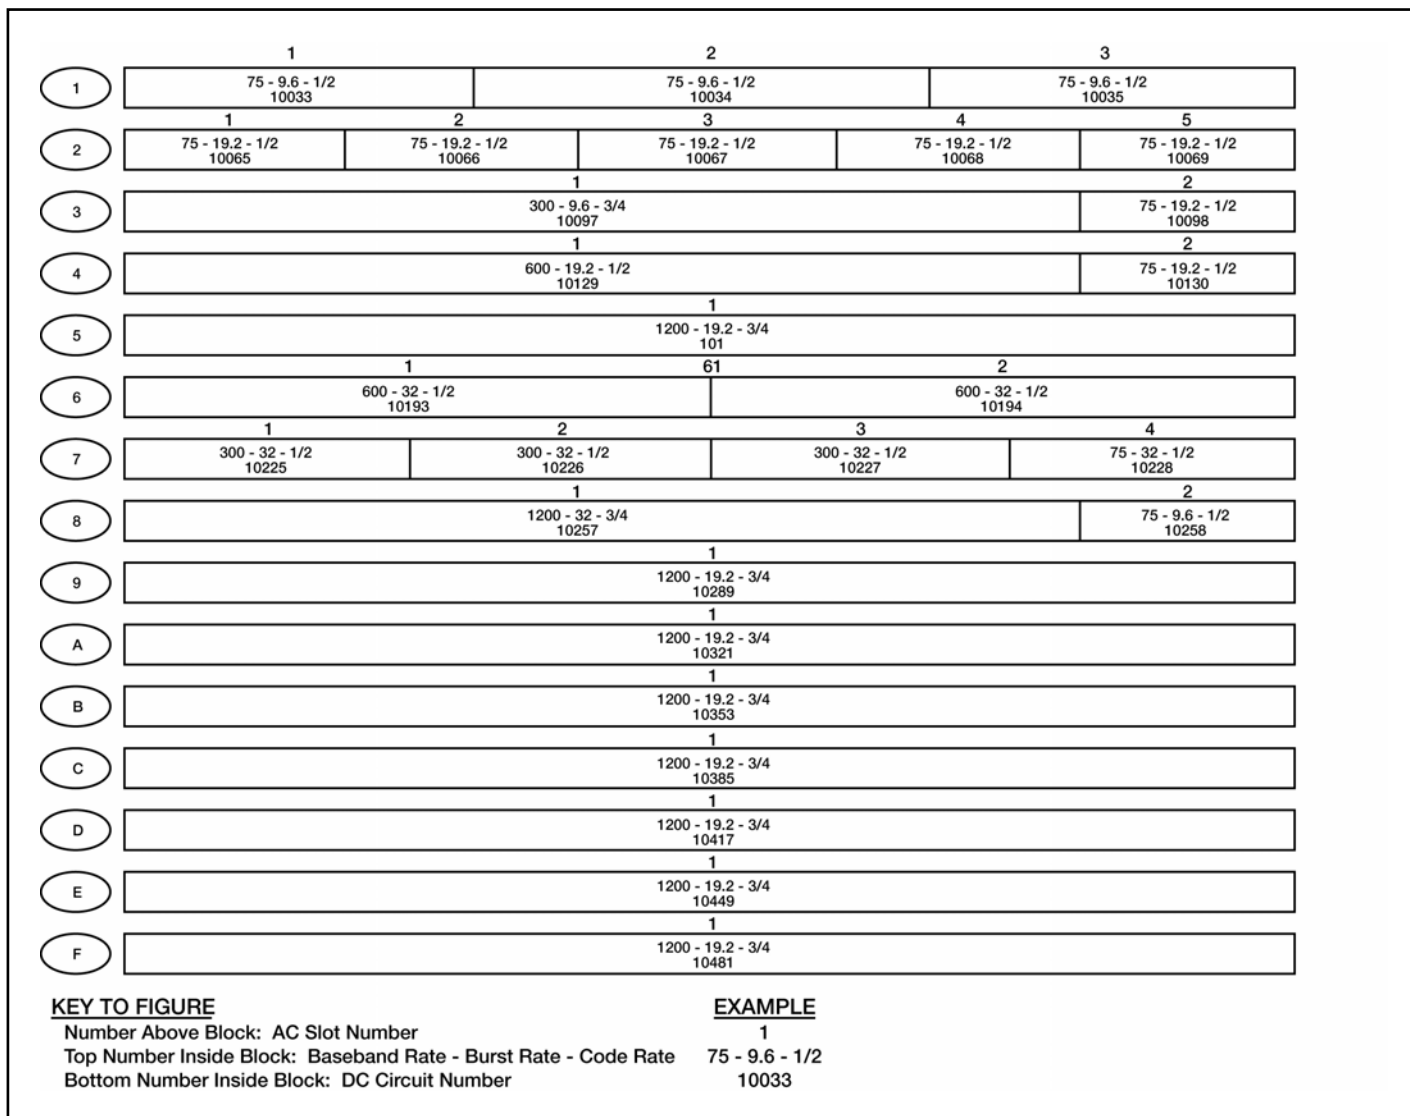 1 2 3
1 75 - 9.6 - 1/2 75 - 9.6 - 1/2 75 - 9.6 - 1/2
10033 10034 10035
1 2 3 4 5
2 75 - 19.2 - 1/2 75 - 19.2 - 1/2 75 - 19.2 - 1/2 75 - 19.2 - 1/2 75 - 19.2 - 1/2
10065 10066 10067 10068 10069
1 2
3 300 - 9.6 - 3/4 75 - 19.2 - 1/2
10097 10098
1 2
4 600 - 19.2 - 1/2 75 - 19.2 - 1/2
10129 10130
1
5 1200 - 19.2 - 3/4
101
1 61 2
6 600 - 32 - 1/2 600 - 32 - 1/2
10193 10194
1 2 3 4
7 300 - 32 - 1/2 300 - 32 - 1/2 300 - 32 - 1/2 75 - 32 - 1/2
10225 10226 10227 10228
1 2
8 1200 - 32 - 3/4 75 - 9.6 - 1/2
10257 10258
1
9 1200 - 19.2 - 3/4
10289
1
A 1200 - 19.2 - 3/4
10321
1
B 1200 - 19.2 - 3/4
10353
1
C 1200 - 19.2 - 3/4
10385
1
D 1200 - 19.2 - 3/4
10417
1
E 1200 - 19.2 - 3/4
10449
1
F 1200 - 19.2 - 3/4
10481
KEY TO FIGURE EXAMPLE
Number Above Block: AC Slot Number 1
Top Number Inside Block: Baseband Rate - Burst Rate - Code Rate 75 - 9.6 - 1/2
Bottom Number Inside Block: DC Circuit Number 10033